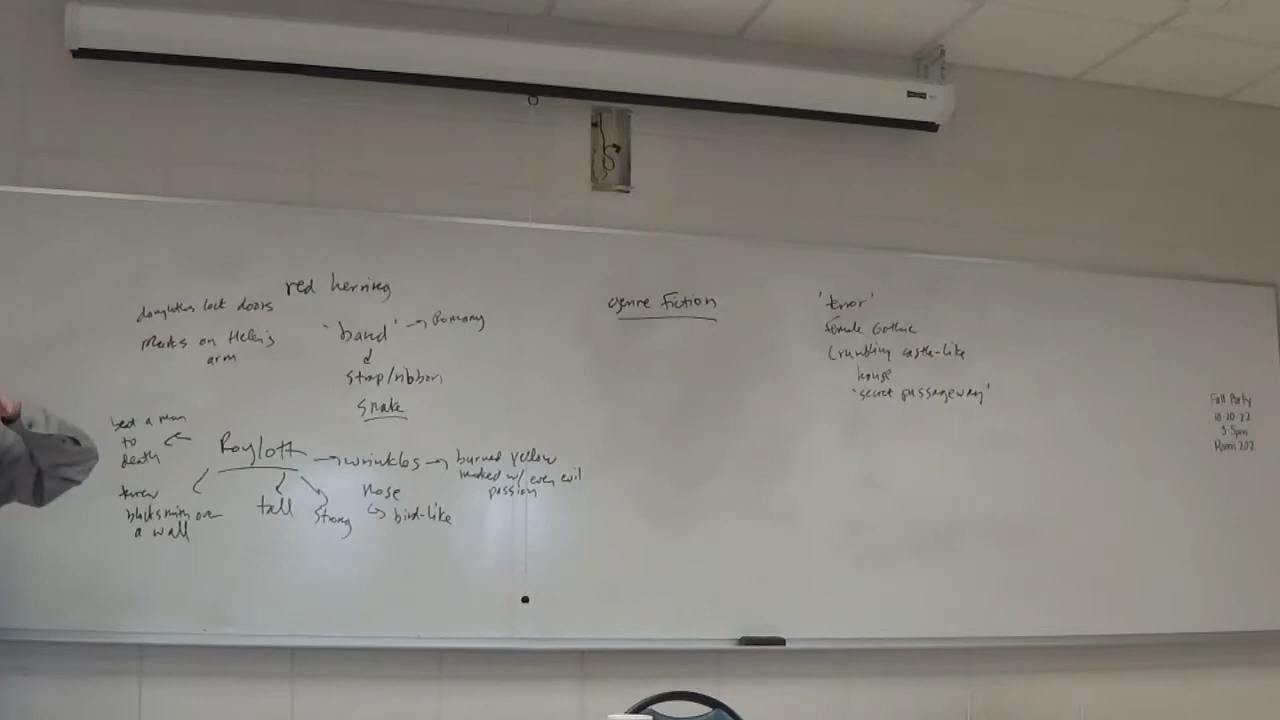 red herring
daughters lock doors
Marks on Helen's
arm
'band' → Romany
strap/ribbon
snake
beat a man
to
death
Roylott → wrinkles → burned yellow
marked w/ every evil
passion
threw
blacksmith over
a wall
tall
strong
nose
bird-like
genre fiction
'terror'
female Gothic
crumbling castle-like
house
'secret passageway'
Fall Party
10-20-22
3-5pm
Room 202